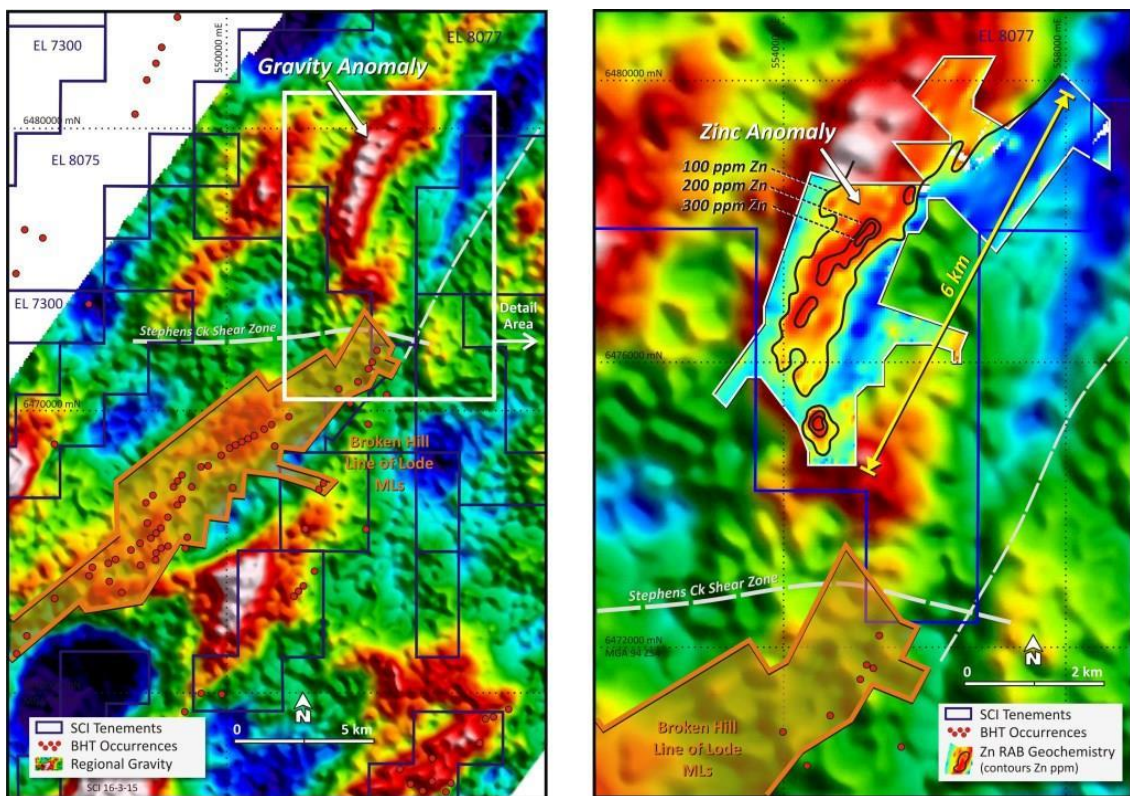 EL 7300
550000 mE
Gravity Anomaly
6480000 mN
EL 8077
EL 8075
EL 7300
Stephens Ck Shear Zone
Detail
Area
6470000 mN
Broken Hill
Line of Lode
MLs
SCI Tenements
BHT Occurrences
Regional Gravity
SCI 16-3-15
N
0 5 km
554000
558000 mE
EL 8077
6480000 mN
Zinc Anomaly
100 ppm Zn
200 ppm Zn
300 ppm Zn
6 km
6476000 mN
Stephens Ck Shear Zone
6472000 mN
N
0 2 km
Broken Hill
Line of Lode
MLs
SCI Tenements
BHT Occurrences
Zn RAB Geochemistry
(contours Zn ppm)